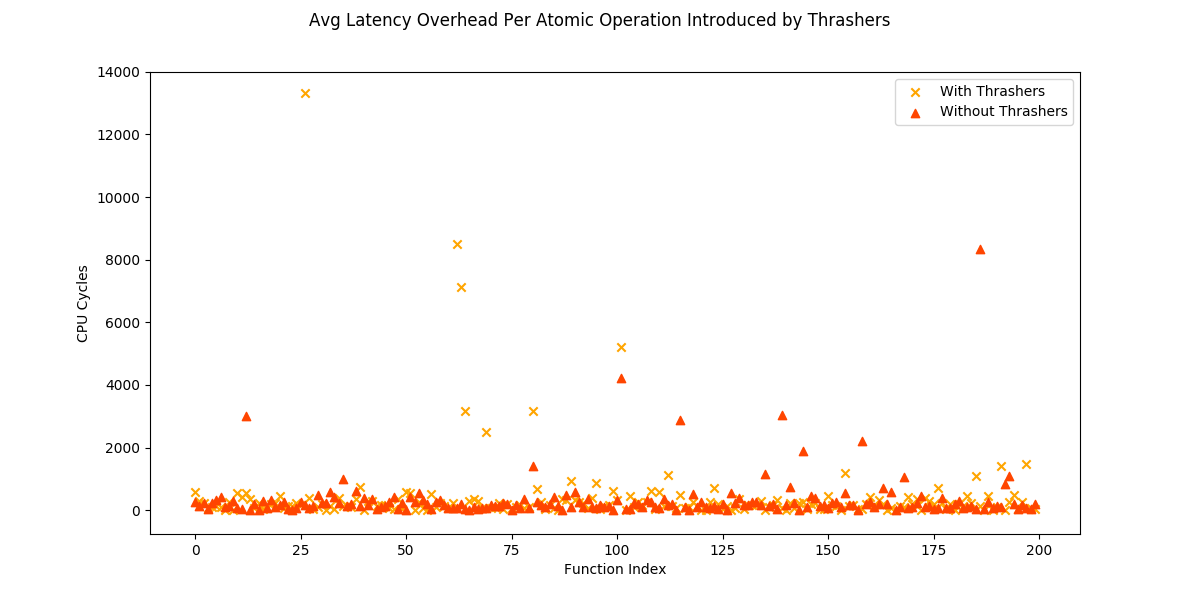 Avg Latency Overhead Per Atomic Operation Introduced by Thrashers
14000
12000
10000
8000
6000
4000
2000
0
CPU Cycles
With Thrashers
Without Thrashers
0 25 50 75 100 125 150 175 200
Function Index